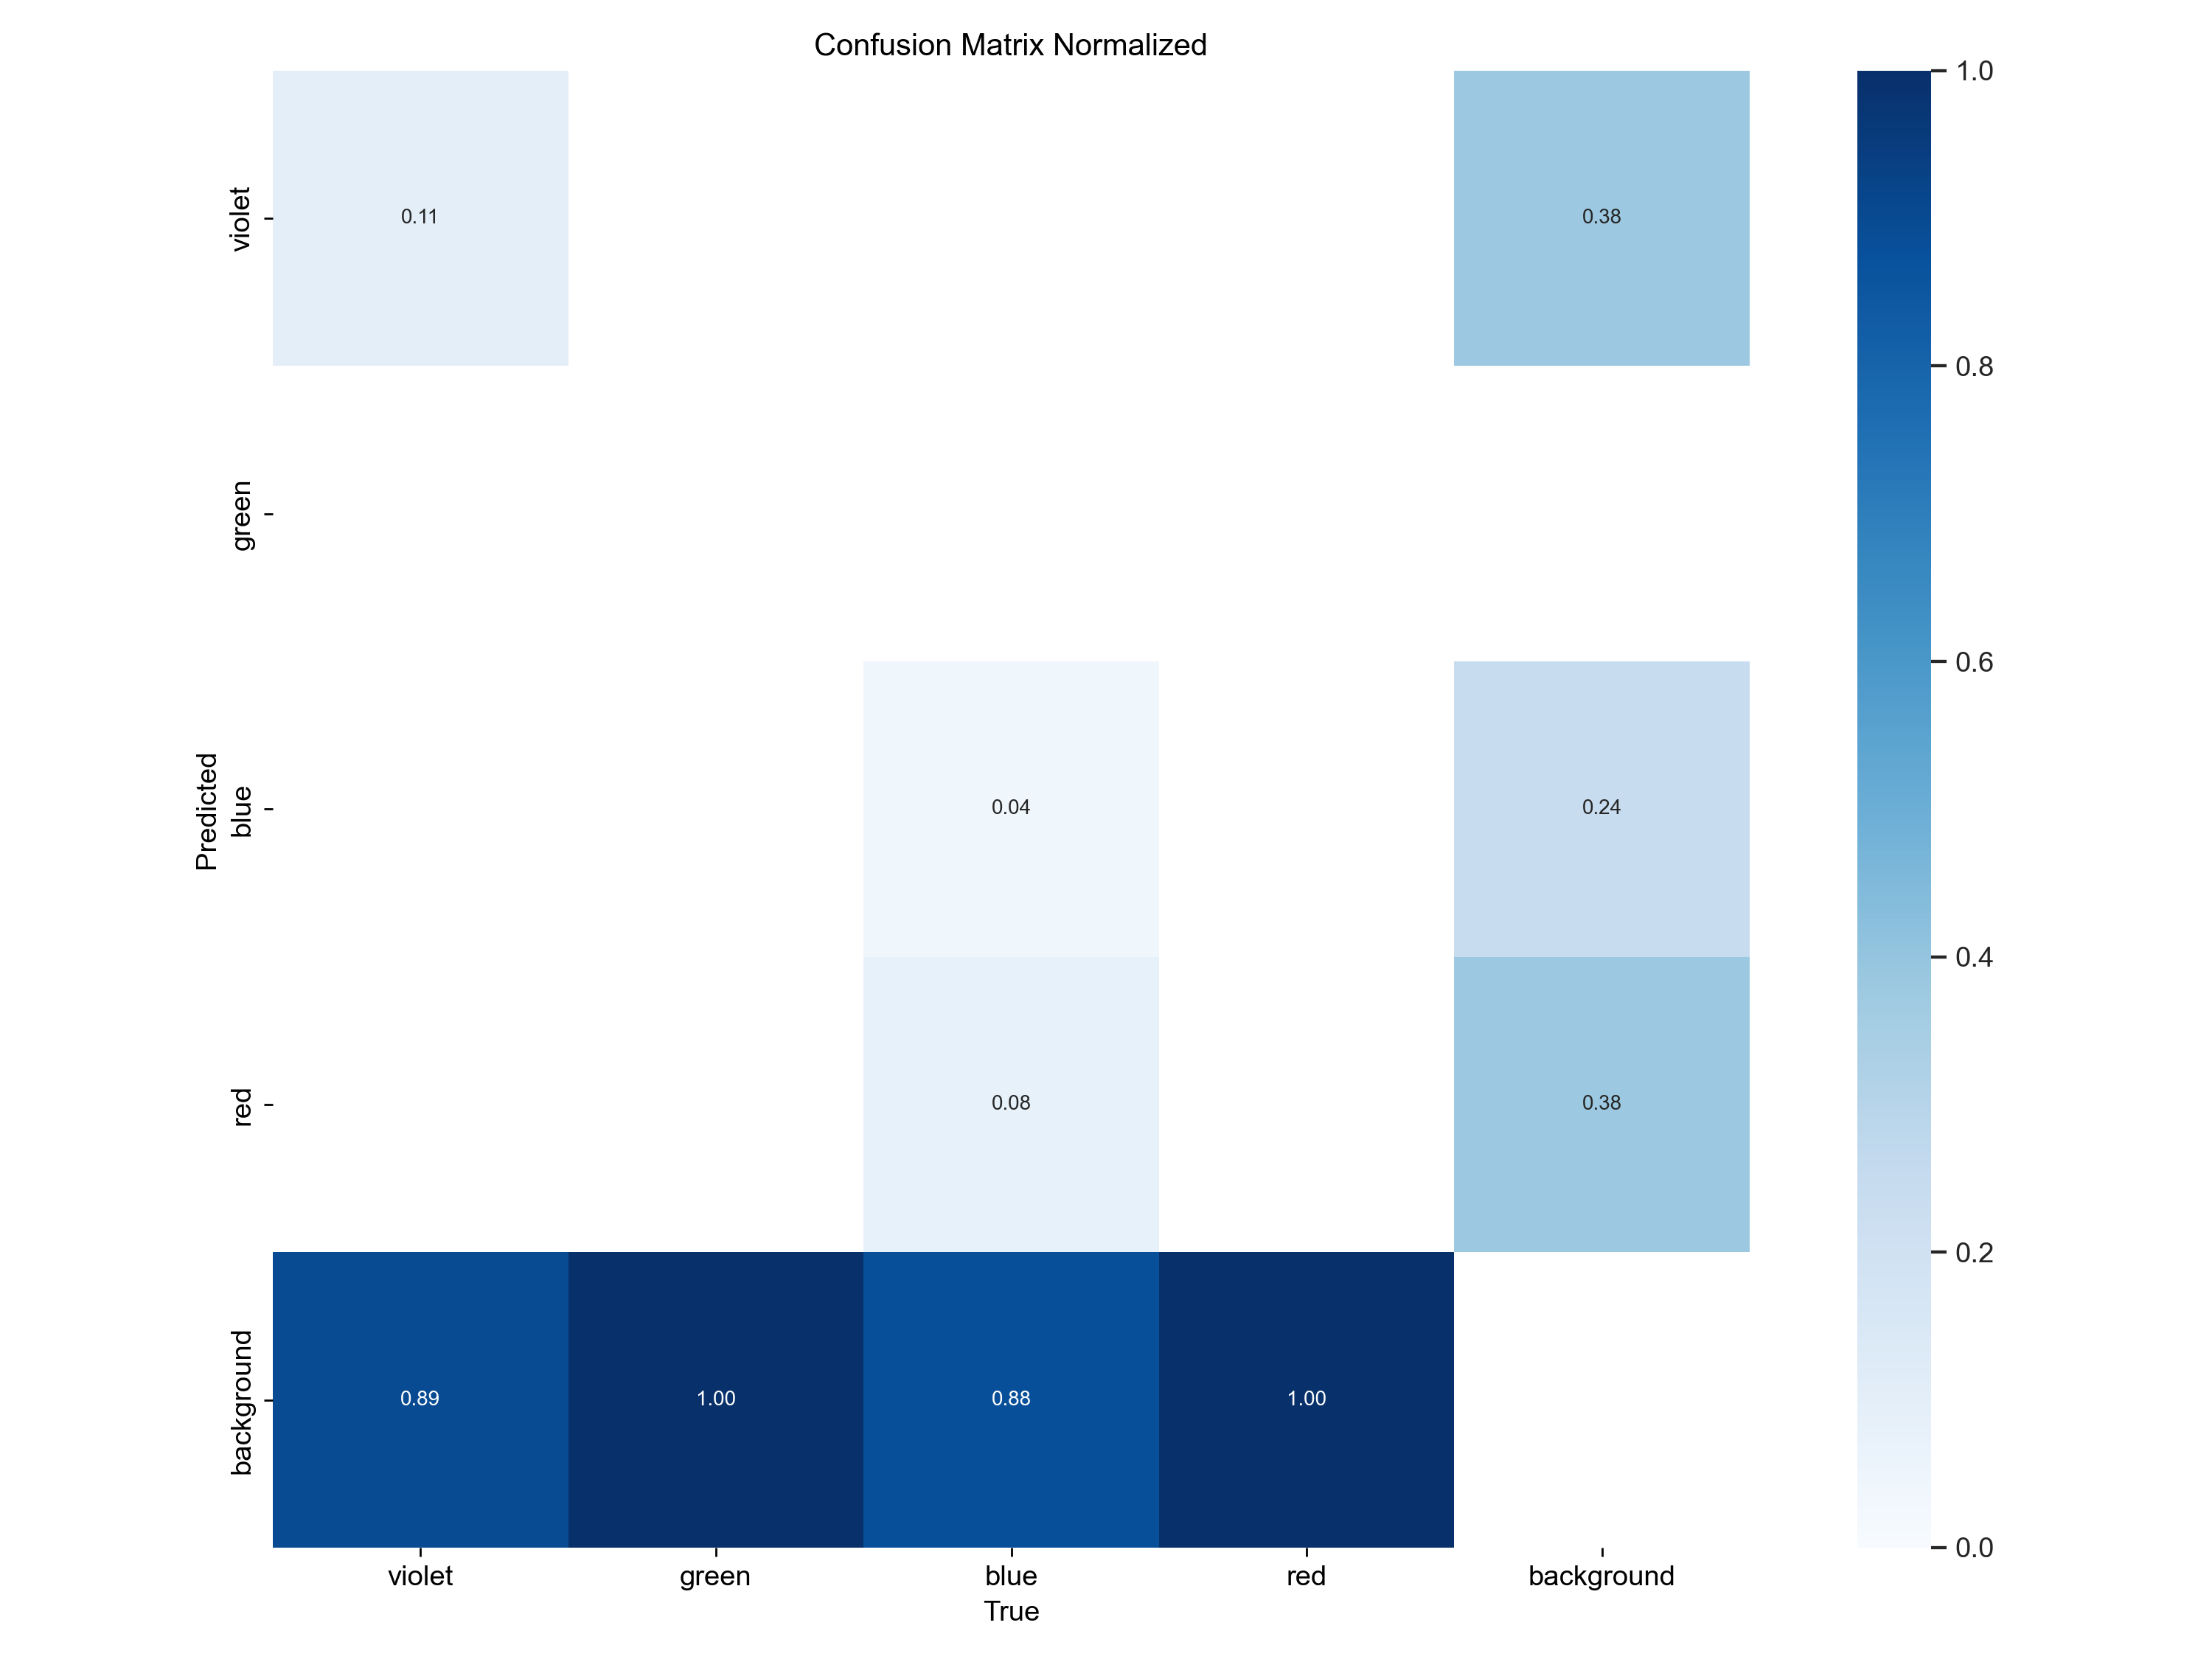 Confusion Matrix Normalized
1.0
violet
0.11
0.38
0.8
green
0.6
Predicted
blue
0.04
0.24
0.4
red
0.08
0.38
0.2
background
0.89
1.00
0.88
1.00
0.0
violet
green
blue
red
background
True